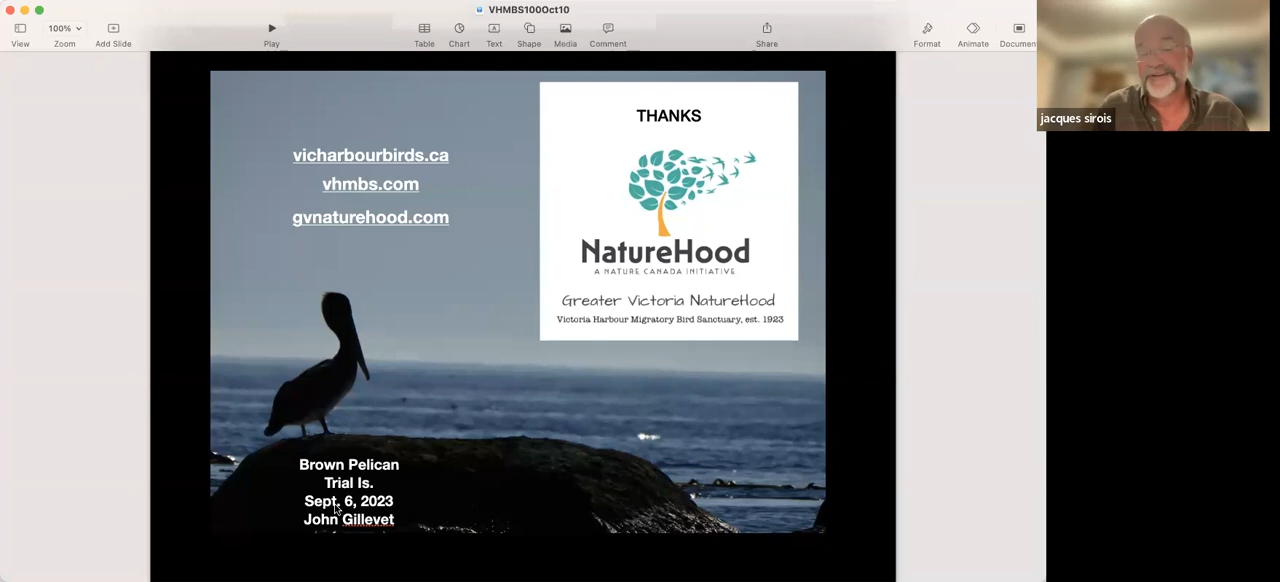 VHMBS100Oct10
100%
View
Zoom
Add Slide
Play
Table
Chart
Text
Shape
Media
Comment
Share
Format
Animate
Documen
jacques sirois
vicharbourbirds.ca
vhmbs.com
gvnaturehood.com
THANKS
NatureHood
A NATURE CANADA INITIATIVE
Greater Victoria NatureHood
Victoria Harbour Migratory Bird Sanctuary, est. 1923
Brown Pelican
Trial Is.
Sept. 6, 2023
John Gillevet